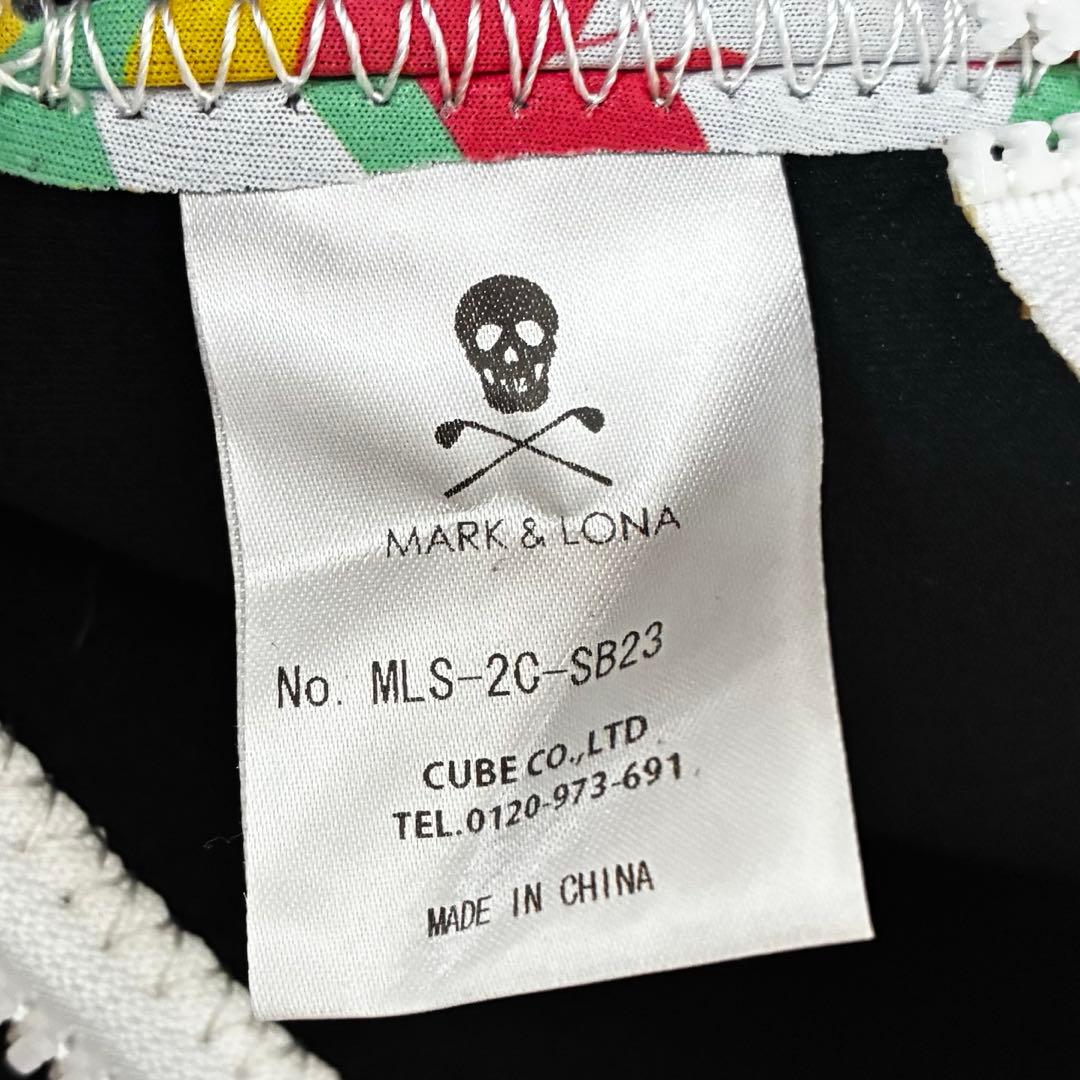 MARK & LONA
No. MLS-2C-SB23
CUBE CO.,LTD.
TEL.0120-973-691
MADE IN CHINA